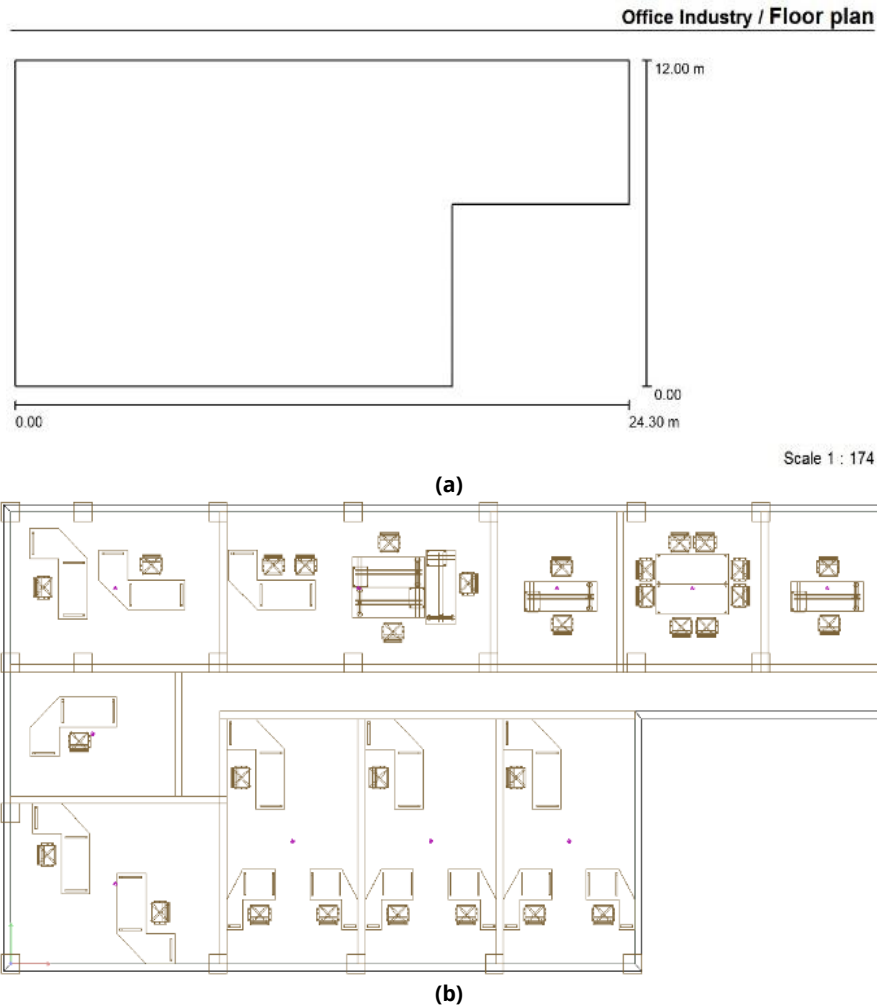 Office Industry / Floor plan
12.00 m
0.00
0.00
24.30 m
Scale 1 : 174
(a)
(b)